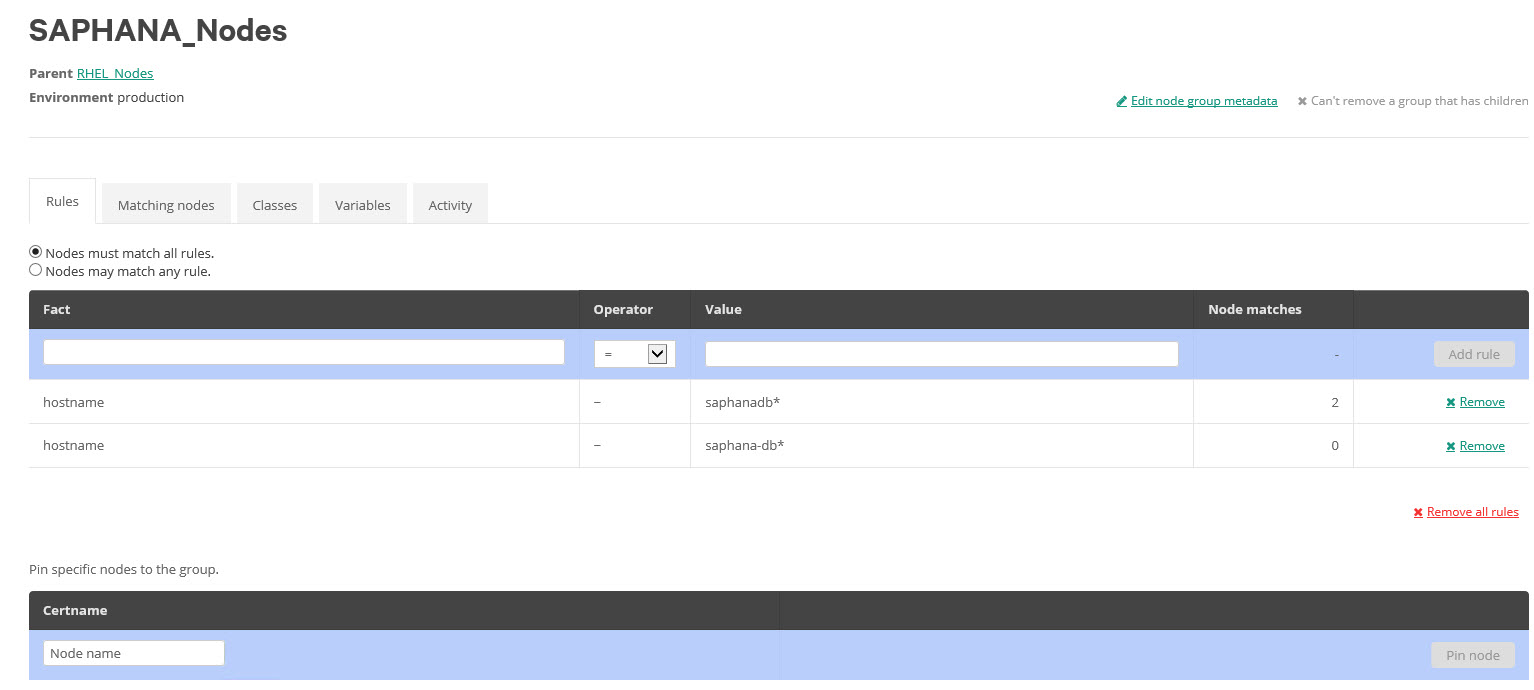 SAPHANA_Nodes
Parent RHEL_Nodes
Environment production
Edit node group metadata
Can't remove a group that has children
Rules
Matching nodes
Classes
Variables
Activity
Nodes must match all rules.
Nodes may match any rule.
Fact Operator Value Node matches
= - Add rule
hostname ~ saphanadb* 2 Remove
hostname ~ saphana-db* 0 Remove
Remove all rules
Pin specific nodes to the group.
Certname
Node name Pin node